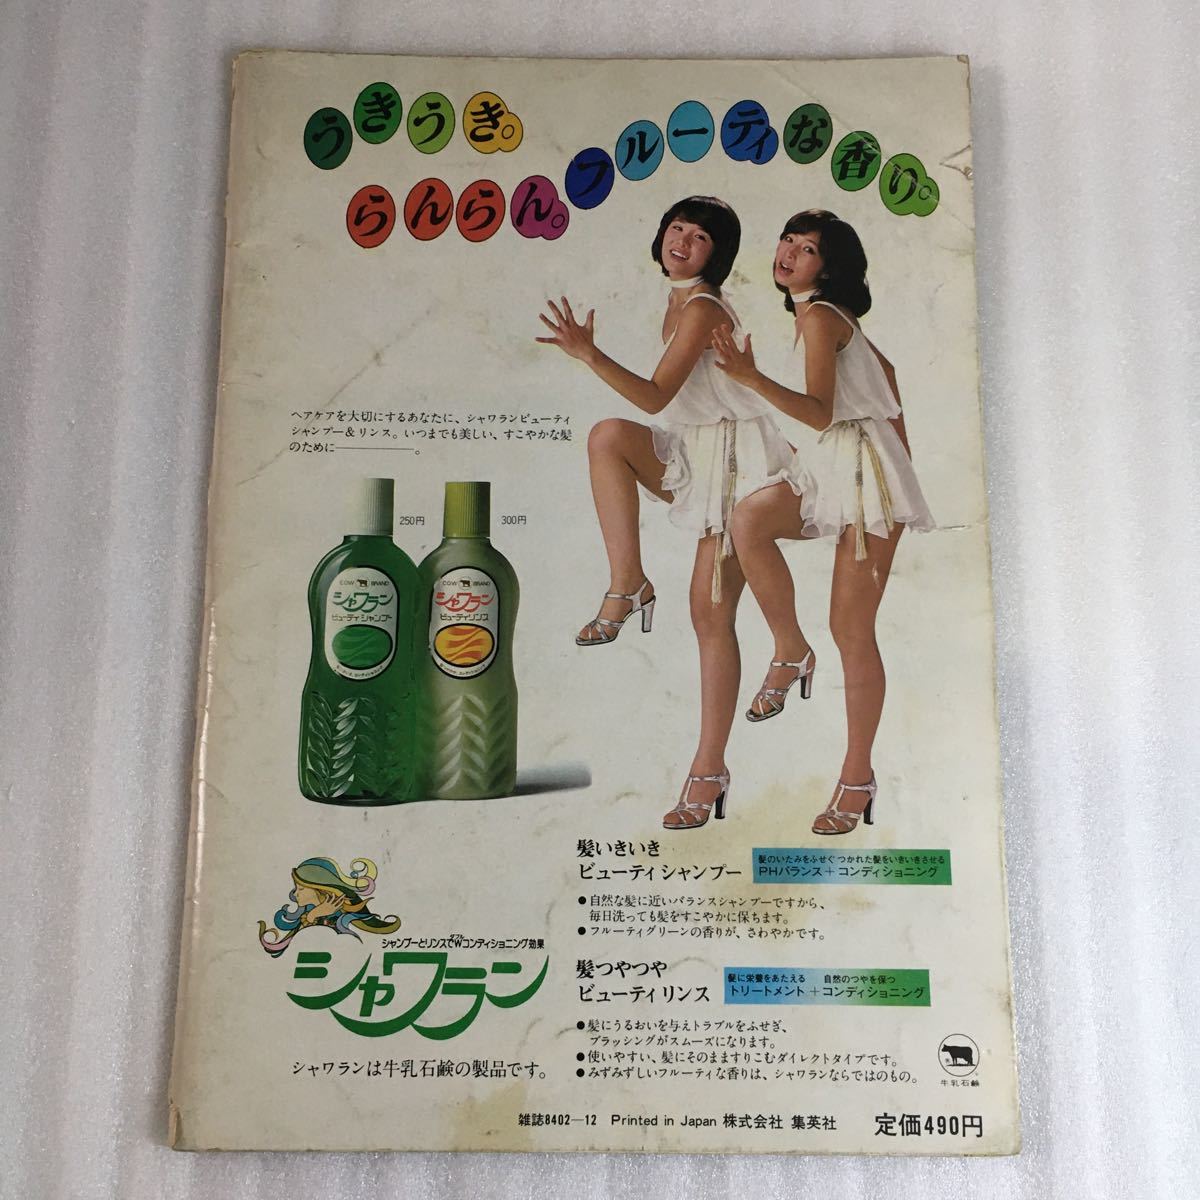 うきうき。
らんらん。フルーティな香り。
ヘアケアを大切にするあなたに、シャワランビューティ
シャンプー&リンス。いつまでも美しい、すこやかな髪
のために————。
250円
300円
COW BRAND
シャワラン
ビューティシャンプー
COW BRAND
シャワラン
ビューティリンス
髪いきいき
ビューティシャンプー
髪のいたみをふせぐ つかれた髪をいきいきさせる
PHバランス+コンディショニング
●自然な髪に近いバランスシャンプーですから、
毎日洗っても髪をすこやかに保ちます。
●フルーティグリーンの香りが、さわやかです。
髪つやつや
ビューティリンス
髪に栄養をあたえる 自然のつやを保つ
トリートメント+コンディショニング
●髪にうるおいを与えトラブルをふせぎ、
ブラッシングがスムーズになります。
●使いやすい、髪にそのまますりこむダイレクトタイプです。
●みずみずしいフルーティな香りは、シャワランならではのもの。
シャンプーとリンスでWダブルコンディショニング効果
シャワラン
シャワランは牛乳石鹸の製品です。
牛乳石鹸
雑誌8402—12 Printed in Japan 株式会社 集英社 定価490円